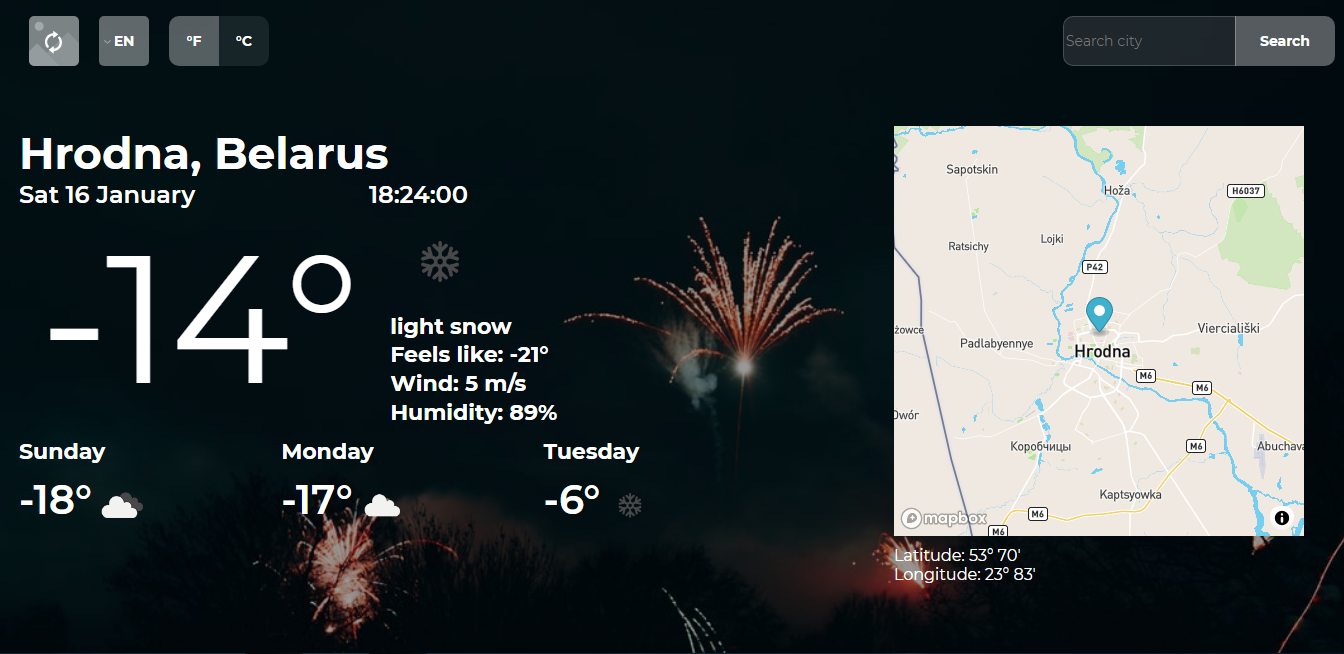 EN
°F
°C
Search city
Search
Hrodna, Belarus
Sat 16 January
18:24:00
-14°
light snow
Feels like: -21°
Wind: 5 m/s
Humidity: 89%
Sunday
Monday
Tuesday
-18°
-17°
-6°
Sapotskin
Hoža
H6037
Ratsichy
Lojki
P42
żowce
Padlabyennye
Vierciališki
Hrodna
M6
M6
Dwór
Коробчицы
M6
Abuchava
Kaptsyowka
M6
M6
mapbox
Latitude: 53° 70'
Longitude: 23° 83'